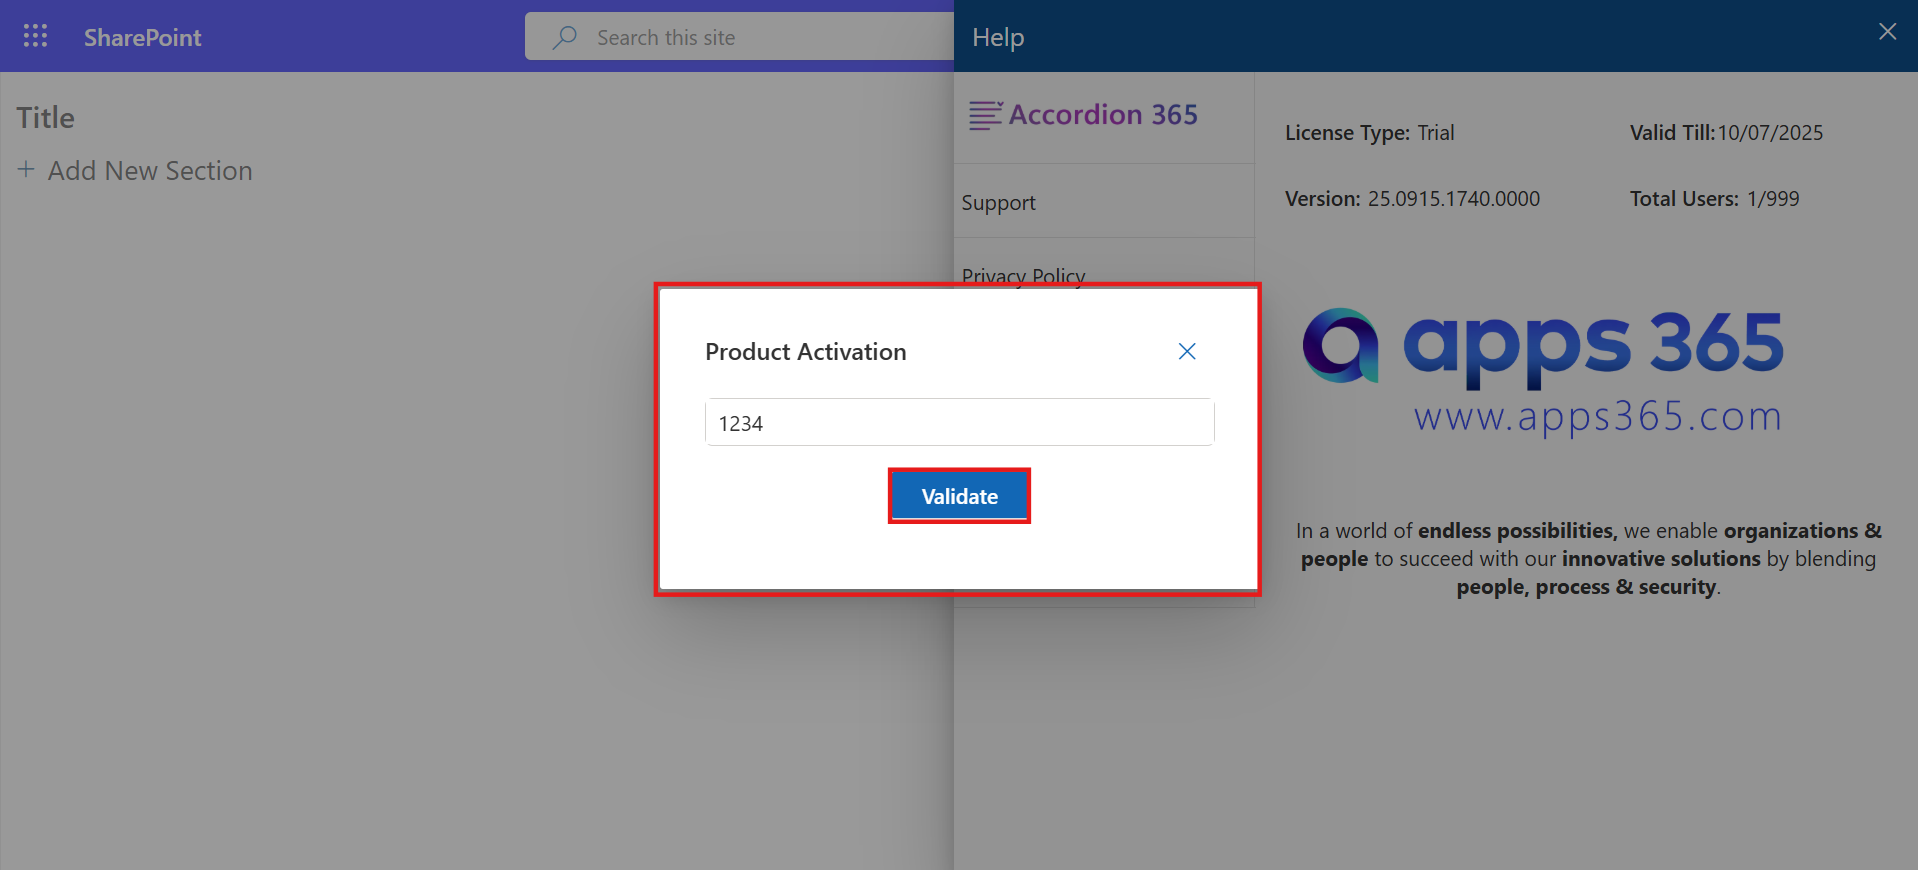 SharePoint
Search this site
Help
Title
+ Add New Section
Accordion 365
Support
Privacy Policy
License Type: Trial
Valid Till:10/07/2025
Version: 25.0915.1740.0000
Total Users: 1/999
Product Activation
1234
Validate
apps 365
www.apps365.com
In a world of endless possibilities, we enable organizations &
people to succeed with our innovative solutions by blending
people, process & security.